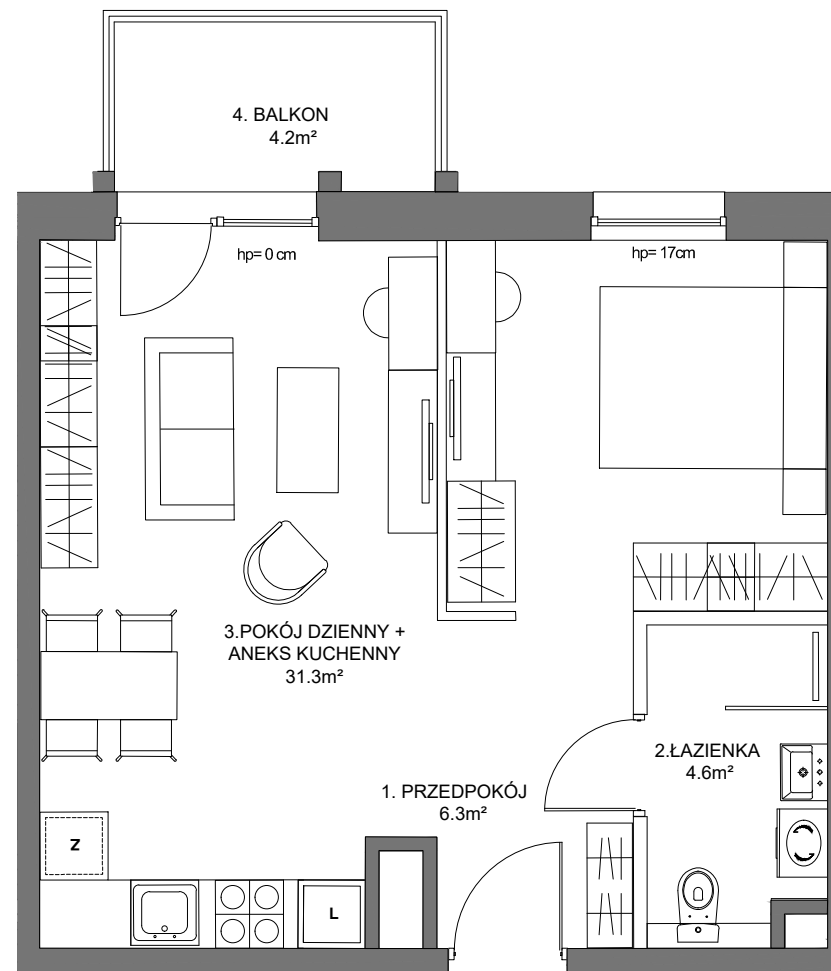 4. BALKON
4.2m²
hp= 0 cm
hp= 17cm
3.POKÓJ DZIENNY +
ANEKS KUCHENNY
31.3m²
2.ŁAZIENKA
4.6m²
1. PRZEDPOKÓJ
6.3m²
Z
L